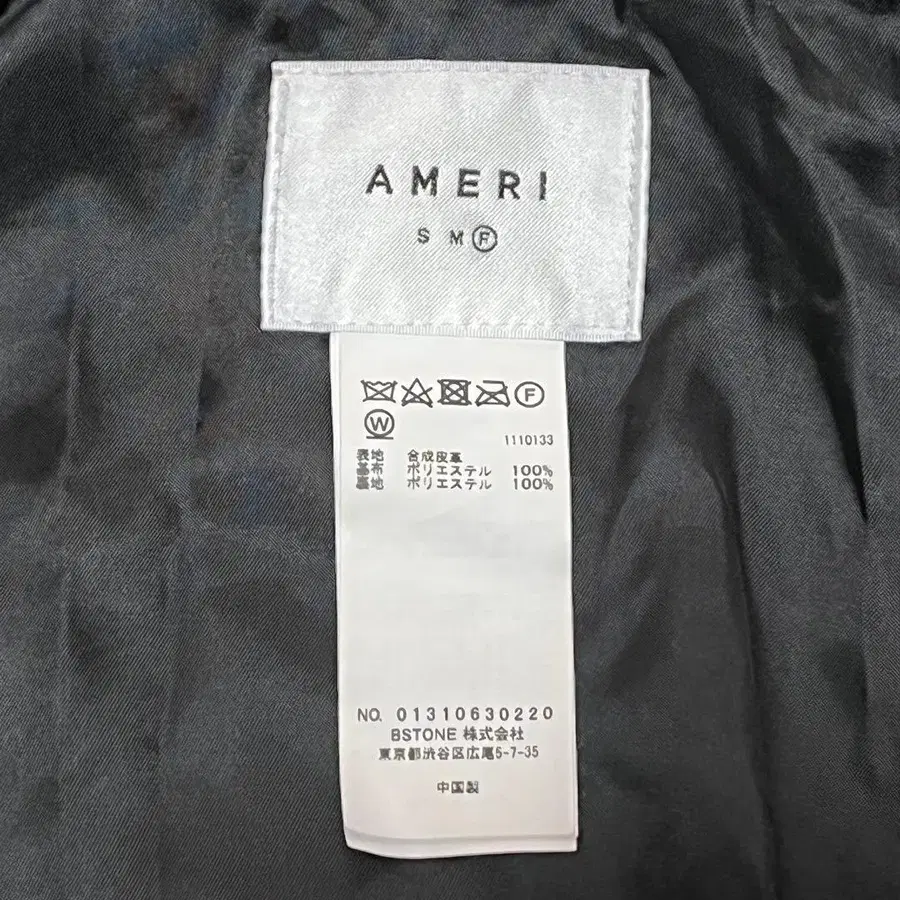 AMERI
S M F
F
W
1110133
表地 合成皮革
基布 ポリエステル 100%
裏地 ポリエステル 100%
NO. 01310630220
BSTONE 株式会社
東京都渋谷区広尾5-7-35
中国製